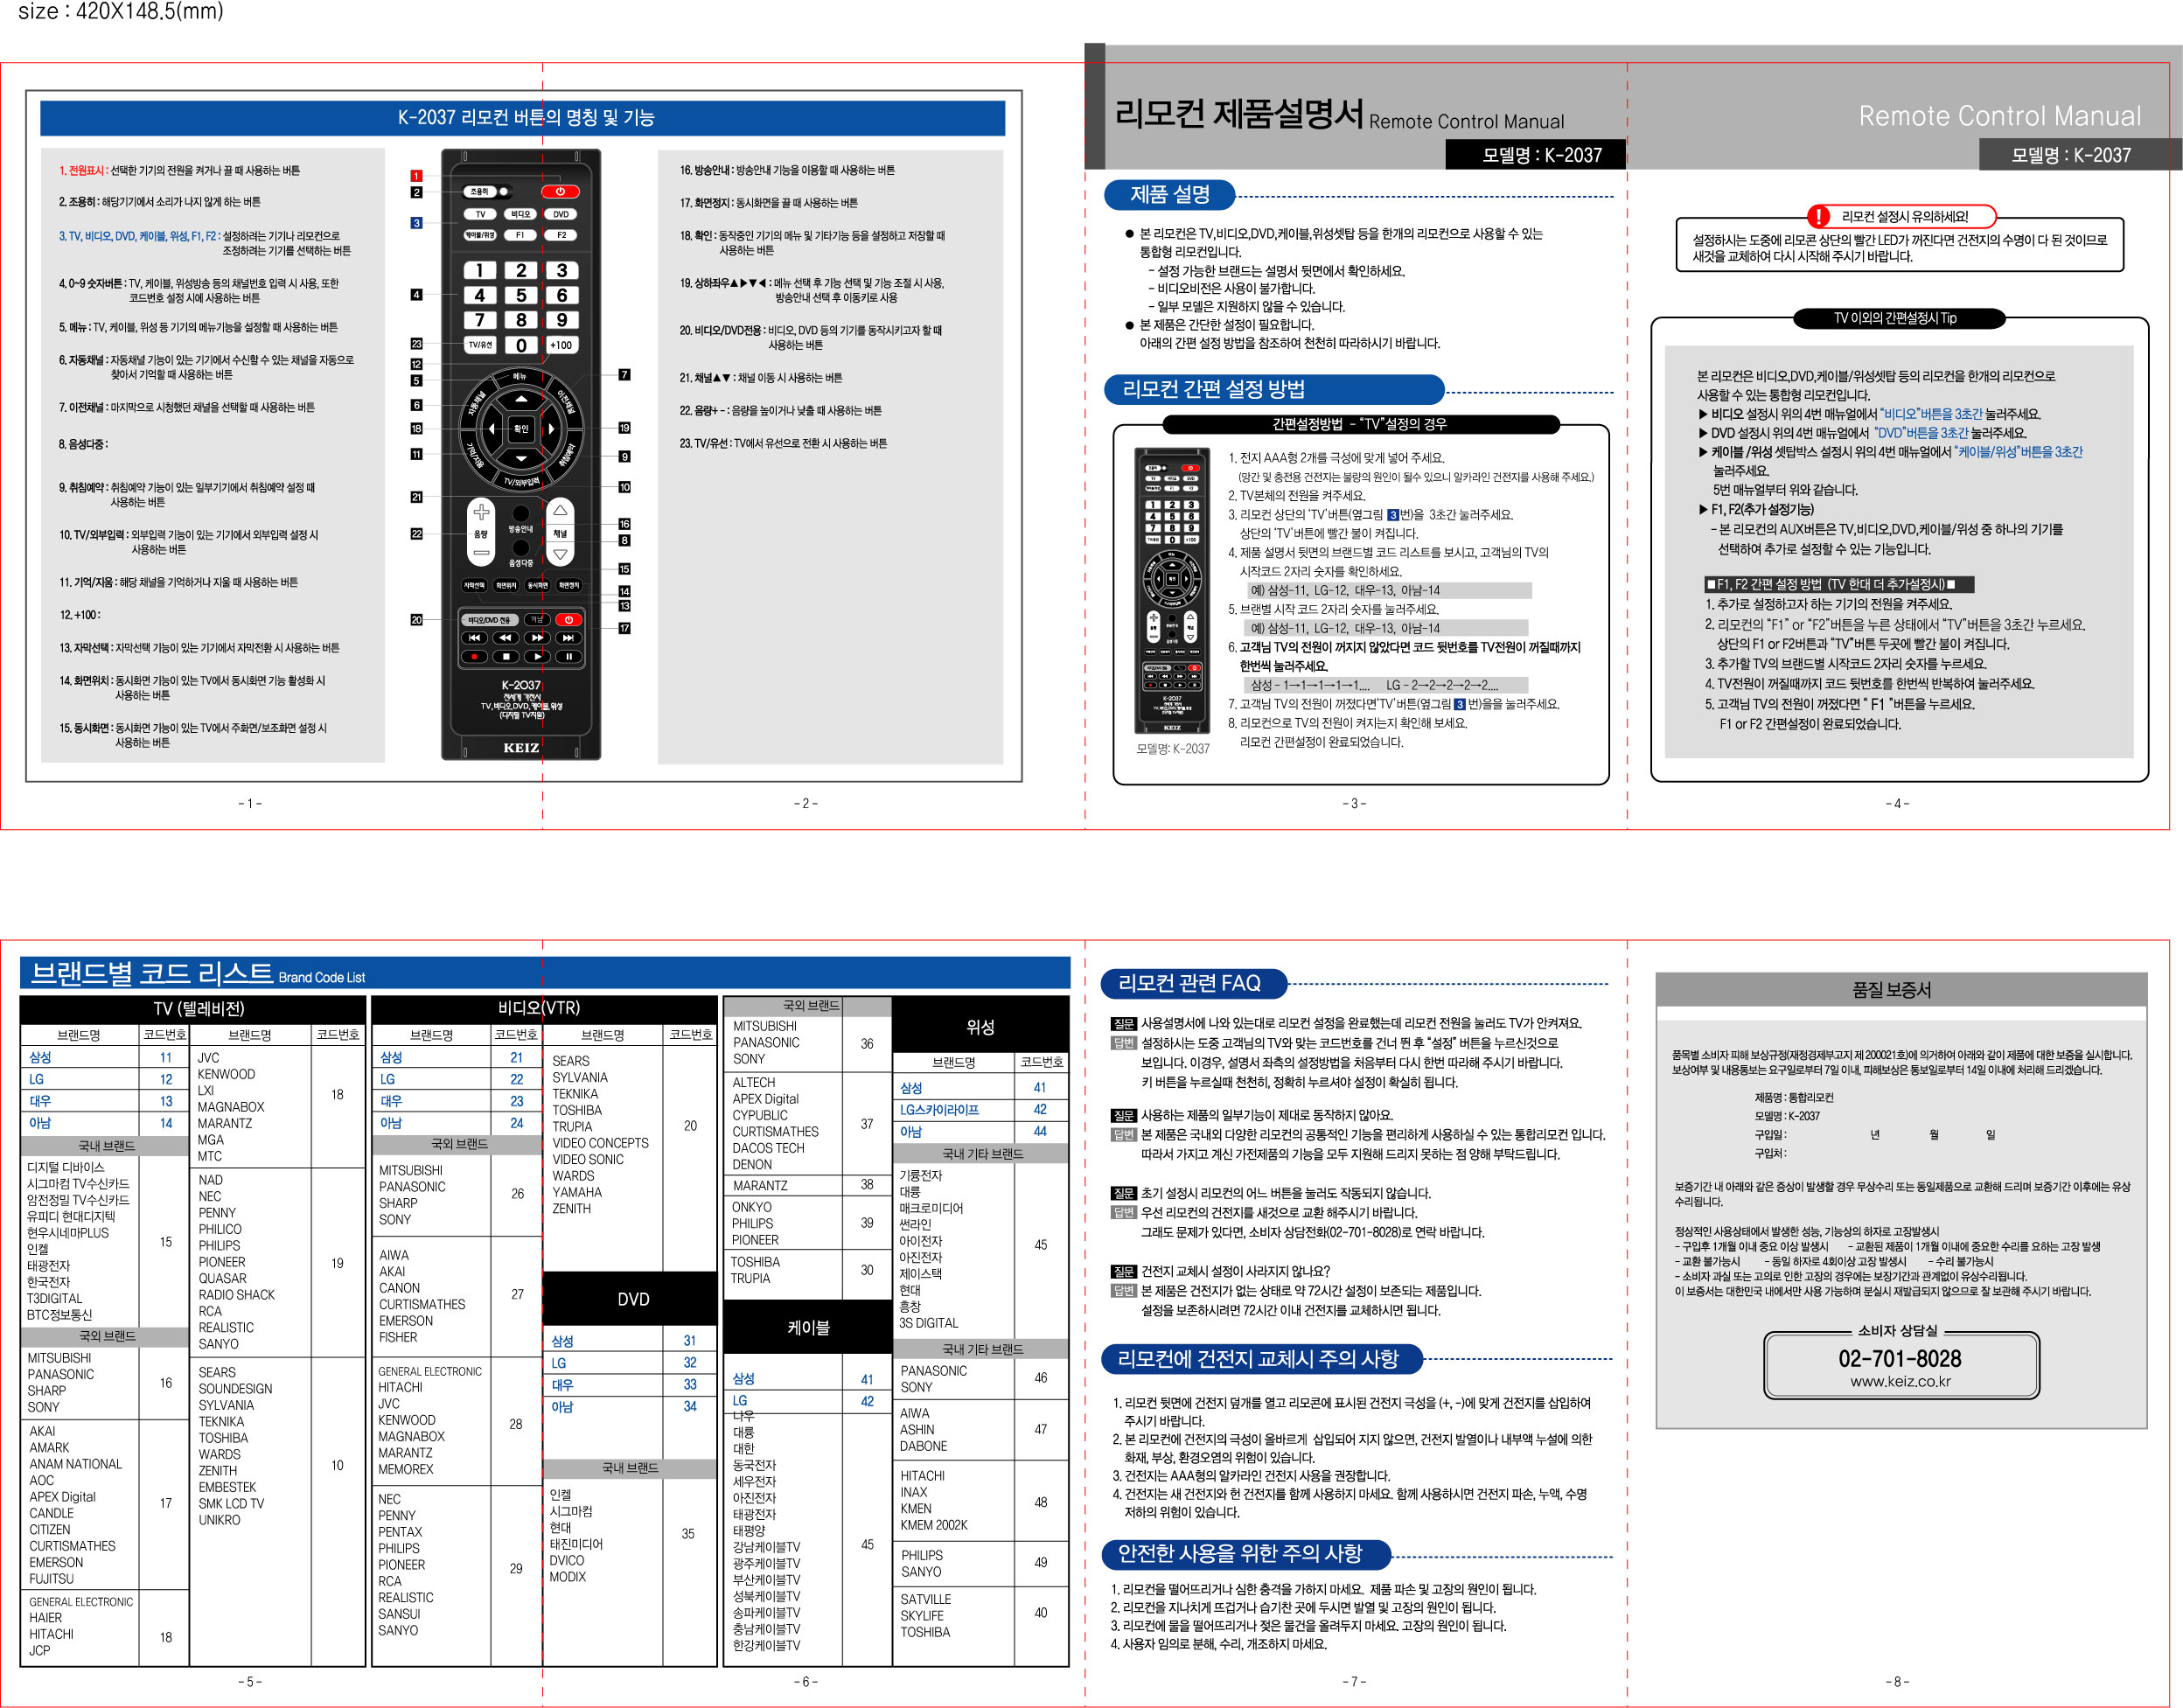 size : 420X148.5(mm)
K-2037 리모컨 버튼의 명칭 및 기능
1. 전원표시 : 선택한 기기의 전원을 켜거나 끌 때 사용하는 버튼
2. 조용히 : 해당기기에서 소리가 나지 않게 하는 버튼
3. TV, 비디오, DVD, 케이블, 위성, F1, F2 : 설정하려는 기기나 리모컨으로
조정하려는 기기를 선택하는 버튼
4. 0~9 숫자버튼 : TV, 케이블, 위성방송 등의 채널번호 입력 시 사용, 또한
코드번호 설정 시에 사용하는 버튼
5. 메뉴 : TV, 케이블, 위성 등 기기의 메뉴기능을 설정할 때 사용하는 버튼
6. 자동채널 : 자동채널 기능이 있는 기기에서 수신할 수 있는 채널을 자동으로
찾아서 기억할 때 사용하는 버튼
7. 이전채널 : 마지막으로 시청했던 채널을 선택할 때 사용하는 버튼
8. 음성다중 :
9. 취침예약 : 취침예약 기능이 있는 일부기기에서 취침예약 설정 때
사용하는 버튼
10. TV/외부입력 : 외부입력 기능이 있는 기기에서 외부입력 설정 시
사용하는 버튼
11. 기억/지움 : 해당 채널을 기억하거나 지울 때 사용하는 버튼
12. +100 :
13. 자막선택 : 자막선택 기능이 있는 기기에서 자막전환 시 사용하는 버튼
14. 화면위치 : 동시화면 기능이 있는 TV에서 동시화면 기능 활성화 시
사용하는 버튼
15. 동시화면 : 동시화면 기능이 있는 TV에서 주화면/보조화면 설정 시
사용하는 버튼
1
2
3
4
23
12
5
6
18
11
21
22
20
조용히
TV 비디오 DVD
케이블/위성 F1 F2
1 2 3
4 5 6
7 8 9
TV/유선 0 +100
메뉴
자동채널
이전채널
확인
기억/지움
취침예약
TV/외부입력
음량
방송안내
채널
음성다중
자막선택 화면위치 동시화면 화면정지
비디오/DVD 전용
K-2037
전세계 가전사
TV,비디오,DVD,케이블,위성
(디지털 TV지원)
KEIZ
7
19
9
10
16
8
15
14
13
17
16. 방송안내 : 방송안내 기능을 이용할 때 사용하는 버튼
17. 화면정지 : 동시화면을 끌 때 사용하는 버튼
18. 확인 : 동작중인 기기의 메뉴 및 기타기능 등을 설정하고 저장할 때
사용하는 버튼
19. 상하좌우▲▶▼◀ : 메뉴 선택 후 기능 선택 및 기능 조절 시 사용,
방송안내 선택 후 이동키로 사용
20. 비디오/DVD전용 : 비디오, DVD 등의 기기를 동작시키고자 할 때
사용하는 버튼
21. 채널▲▼ : 채널 이동 시 사용하는 버튼
22. 음량+ - : 음량을 높이거나 낮출 때 사용하는 버튼
23. TV/유선 : TV에서 유선으로 전환 시 사용하는 버튼
- 1 -
- 2 -
리모컨 제품설명서 Remote Control Manual
모델명 : K-2037
제품 설명
● 본 리모컨은 TV,비디오,DVD,케이블,위성셋탑 등을 한개의 리모컨으로 사용할 수 있는
통합형 리모컨입니다.
- 설정 가능한 브랜드는 설명서 뒷면에서 확인하세요.
- 비디오비전은 사용이 불가합니다.
- 일부 모델은 지원하지 않을 수 있습니다.
● 본 제품은 간단한 설정이 필요합니다.
아래의 간편 설정 방법을 참조하여 천천히 따라하시기 바랍니다.
리모컨 간편 설정 방법
간편설정방법 - “TV”설정의 경우
1. 전지 AAA형 2개를 극성에 맞게 넣어 주세요.
(망간 및 충전용 건전지는 불량의 원인이 될수 있으니 알카라인 건전지를 사용해 주세요.)
2. TV본체의 전원을 켜주세요.
3. 리모컨 상단의 ‘TV’버튼(옆그림 3번)을 3초간 눌러주세요.
상단의 ‘TV’버튼에 빨간 불이 켜집니다.
4. 제품 설명서 뒷면의 브랜드별 코드 리스트를 보시고, 고객님의 TV의
시작코드 2자리 숫자를 확인하세요.
예) 삼성-11, LG-12, 대우-13, 아남-14
5. 브랜별 시작 코드 2자리 숫자를 눌러주세요.
예) 삼성-11, LG-12, 대우-13, 아남-14
6. 고객님 TV의 전원이 꺼지지 않았다면 코드 뒷번호를 TV전원이 꺼질때까지
한번씩 눌러주세요.
삼성 - 1→1→1→1→1.... LG - 2→2→2→2→2....
7. 고객님 TV의 전원이 꺼졌다면‘TV’버튼(옆그림 3 번)을을 눌러주세요.
8. 리모컨으로 TV의 전원이 켜지는지 확인해 보세요.
리모컨 간편설정이 완료되었습니다.
모델명: K-2037
- 3 -
Remote Control Manual
모델명 : K-2037
! 리모컨 설정시 유의하세요!
설정하시는 도중에 리모콘 상단의 빨간 LED가 꺼진다면 건전지의 수명이 다 된 것이므로
새것을 교체하여 다시 시작해 주시기 바랍니다.
TV 이외의 간편설정시 Tip
본 리모컨은 비디오,DVD,케이블/위성셋탑 등의 리모컨을 한개의 리모컨으로
사용할 수 있는 통합형 리모컨입니다.
▶ 비디오 설정시 위의 4번 매뉴얼에서 “비디오”버튼을 3초간 눌러주세요.
▶ DVD 설정시 위의 4번 매뉴얼에서 “DVD”버튼을 3초간 눌러주세요.
▶ 케이블 /위성 셋탑박스 설정시 위의 4번 매뉴얼에서 “케이블/위성”버튼을 3초간
눌러주세요.
5번 매뉴얼부터 위와 같습니다.
▶ F1, F2(추가 설정기능)
- 본 리모컨의 AUX버튼은 TV,비디오,DVD,케이블/위성 중 하나의 기기를
선택하여 추가로 설정할 수 있는 기능입니다.
■F1, F2 간편 설정 방법 (TV 한대 더 추가설정시)■
1. 추가로 설정하고자 하는 기기의 전원을 켜주세요.
2. 리모컨의 “F1” or “F2”버튼을 누른 상태에서 “TV”버튼을 3초간 누르세요.
상단의 F1 or F2버튼과 “TV”버튼 두곳에 빨간 불이 켜집니다.
3. 추가할 TV의 브랜드별 시작코드 2자리 숫자를 누르세요.
4. TV전원이 꺼질때까지 코드 뒷번호를 한번씩 반복하여 눌러주세요.
5. 고객님 TV의 전원이 꺼졌다면 “ F1 ”버튼을 누르세요.
F1 or F2 간편설정이 완료되었습니다.
- 4 -
브랜드별 코드 리스트 Brand Code List
TV (텔레비전)
브랜드명 코드번호 브랜드명 코드번호
삼성 11
LG 12
대우 13
아남 14
국내 브랜드
디지털 디바이스
시그마컴 TV수신카드
암전정밀 TV수신카드
유피디 현대디지텍
현우시네마PLUS
인켈 15
태광전자
한국전자
T3DIGITAL
BTC정보통신
국외 브랜드
MITSUBISHI
PANASONIC
SHARP 16
SONY
AKAI
AMARK
ANAM NATIONAL
AOC
APEX Digital 17
CANDLE
CITIZEN
CURTISMATHES
EMERSON
FUJITSU
GENERAL ELECTRONIC
HAIER
HITACHI 18
JCP
JVC
KENWOOD
LXI 18
MAGNABOX
MARANTZ
MGA
MTC
NAD
NEC
PENNY
PHILICO
PHILIPS
PIONEER 19
QUASAR
RADIO SHACK
RCA
REALISTIC
SANYO
SEARS
SOUNDESIGN
SYLVANIA
TEKNIKA
TOSHIBA
WARDS 10
ZENITH
EMBESTEK
SMK LCD TV
UNIKRO
비디오(VTR)
브랜드명 코드번호 브랜드명 코드번호
삼성 21
LG 22
대우 23
아남 24
국외 브랜드
MITSUBISHI
PANASONIC
SHARP 26
SONY
AIWA
AKAI
CANON 27
CURTISMATHES
EMERSON
FISHER
GENERAL ELECTRONIC
HITACHI
JVC
KENWOOD 28
MAGNABOX
MARANTZ
MEMOREX
NEC
PENNY
PENTAX
PHILIPS
PIONEER 29
RCA
REALISTIC
SANSUI
SANYO
SEARS
SYLVANIA
TEKNIKA
TOSHIBA
TRUPIA 20
VIDEO CONCEPTS
VIDEO SONIC
WARDS
YAMAHA
ZENITH
DVD
삼성 31
LG 32
대우 33
아남 34
국내 브랜드
인켈
시그마컴
현대 35
태진미디어
DVICO
MODIX
국외 브랜드
MITSUBISHI
PANASONIC 36
SONY
ALTECH
APEX Digital
CYPUBLIC 37
CURTISMATHES
DACOS TECH
DENON
MARANTZ 38
ONKYO
PHILIPS 39
PIONEER
TOSHIBA 30
TRUPIA
케이블
삼성 41
LG 42
나우
대륭
대한
동국전자
세우전자
아진전자
태광전자
태평양
강남케이블TV 45
광주케이블TV
부산케이블TV
성북케이블TV
송파케이블TV
충남케이블TV
한강케이블TV
위성
브랜드명 코드번호
삼성 41
LG스카이라이프 42
아남 44
국내 기타 브랜드
기륭전자
대륭
매크로미디어
썬라인
아이전자 45
아진전자
제이스택
현대
흥창
3S DIGITAL
국내 기타 브랜드
PANASONIC 46
SONY
AIWA
ASHIN 47
DABONE
HITACHI
INAX
KMEN 48
KMEM 2002K
PHILIPS 49
SANYO
SATVILLE
SKYLIFE 40
TOSHIBA
- 5 -
- 6 -
리모컨 관련 FAQ
질문 사용설명서에 나와 있는대로 리모컨 설정을 완료했는데 리모컨 전원을 눌러도 TV가 안켜져요.
답변 설정하시는 도중 고객님의 TV와 맞는 코드번호를 건너 뛴 후 “설정” 버튼을 누르신것으로
보입니다. 이경우, 설명서 좌측의 설정방법을 처음부터 다시 한번 따라해 주시기 바랍니다.
키 버튼을 누르실때 천천히, 정확히 누르셔야 설정이 확실히 됩니다.
질문 사용하는 제품의 일부기능이 제대로 동작하지 않아요.
답변 본 제품은 국내외 다양한 리모컨의 공통적인 기능을 편리하게 사용하실 수 있는 통합리모컨 입니다.
따라서 가지고 계신 가전제품의 기능을 모두 지원해 드리지 못하는 점 양해 부탁드립니다.
질문 초기 설정시 리모컨의 어느 버튼을 눌러도 작동되지 않습니다.
답변 우선 리모컨의 건전지를 새것으로 교환 해주시기 바랍니다.
그래도 문제가 있다면, 소비자 상담전화(02-701-8028)로 연락 바랍니다.
질문 건전지 교체시 설정이 사라지지 않나요?
답변 본 제품은 건전지가 없는 상태로 약 72시간 설정이 보존되는 제품입니다.
설정을 보존하시려면 72시간 이내 건전지를 교체하시면 됩니다.
리모컨에 건전지 교체시 주의 사항
1. 리모컨 뒷면에 건전지 덮개를 열고 리모콘에 표시된 건전지 극성을 (+, -)에 맞게 건전지를 삽입하여
주시기 바랍니다.
2. 본 리모컨에 건전지의 극성이 올바르게 삽입되어 지지 않으면, 건전지 발열이나 내부액 누설에 의한
화재, 부상, 환경오염의 위험이 있습니다.
3. 건전지는 AAA형의 알카라인 건전지 사용을 권장합니다.
4. 건전지는 새 건전지와 헌 건전지를 함께 사용하지 마세요. 함께 사용하시면 건전지 파손, 누액, 수명
저하의 위험이 있습니다.
안전한 사용을 위한 주의 사항
1. 리모컨을 떨어뜨리거나 심한 충격을 가하지 마세요. 제품 파손 및 고장의 원인이 됩니다.
2. 리모컨을 지나치게 뜨겁거나 습기찬 곳에 두시면 발열 및 고장의 원인이 됩니다.
3. 리모컨에 물을 떨어뜨리거나 젖은 물건을 올려두지 마세요. 고장의 원인이 됩니다.
4. 사용자 임의로 분해, 수리, 개조하지 마세요.
- 7 -
품질 보증서
품목별 소비자 피해 보상규정(재정경제부고지 제 200021호)에 의거하여 아래와 같이 제품에 대한 보증을 실시합니다.
보상여부 및 내용통보는 요구일로부터 7일 이내, 피해보상은 통보일로부터 14일 이내에 처리해 드리겠습니다.
제품명 : 통합리모컨
모델명 : K-2037
구입일 : 년 월 일
구입처 :
보증기간 내 아래와 같은 증상이 발생할 경우 무상수리 또는 동일제품으로 교환해 드리며 보증기간 이후에는 유상
수리됩니다.
정상적인 사용상태에서 발생한 성능, 기능상의 하자로 고장발생시
- 구입후 1개월 이내 중요 이상 발생시 - 교환된 제품이 1개월 이내에 중요한 수리를 요하는 고장 발생
- 교환 불가능시 - 동일 하자로 4회이상 고장 발생시 - 수리 불가능시
- 소비자 과실 또는 고의로 인한 고장의 경우에는 보장기간과 관계없이 유상수리됩니다.
이 보증서는 대한민국 내에서만 사용 가능하며 분실시 재발급되지 않으므로 잘 보관해 주시기 바랍니다.
소비자 상담실
02-701-8028
www.keiz.co.kr
- 8 -